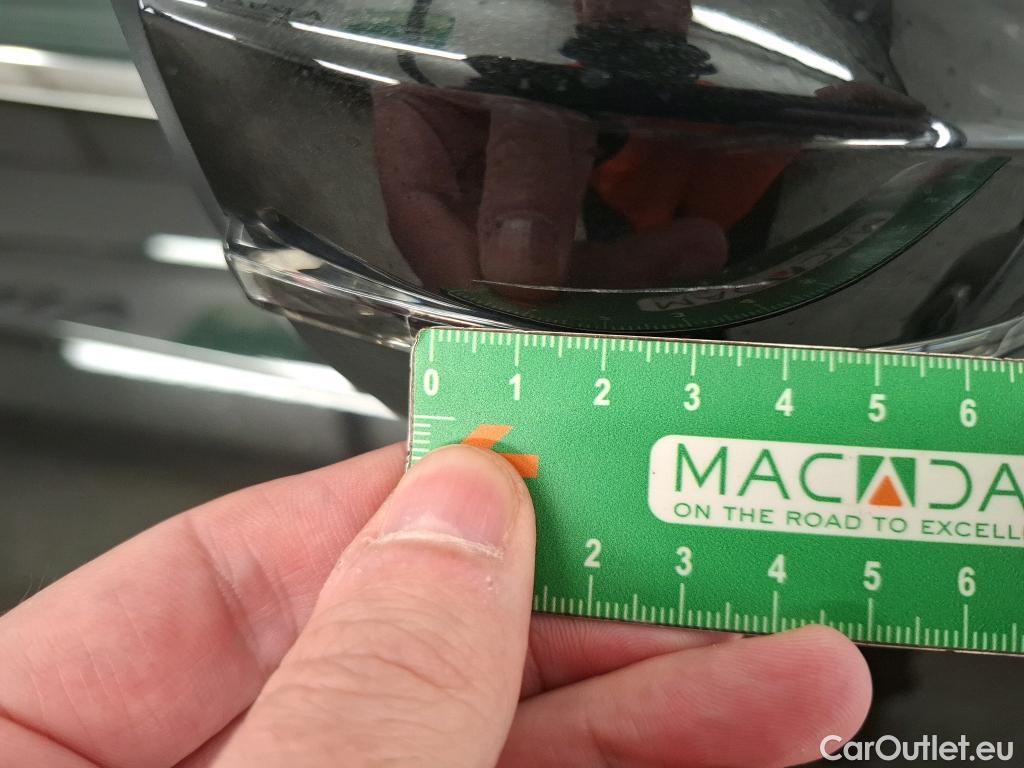 0 1 2 3 4 5 6
MACADA
ON THE ROAD TO EXCELL
2 3 4 5 6
CarOutlet.eu